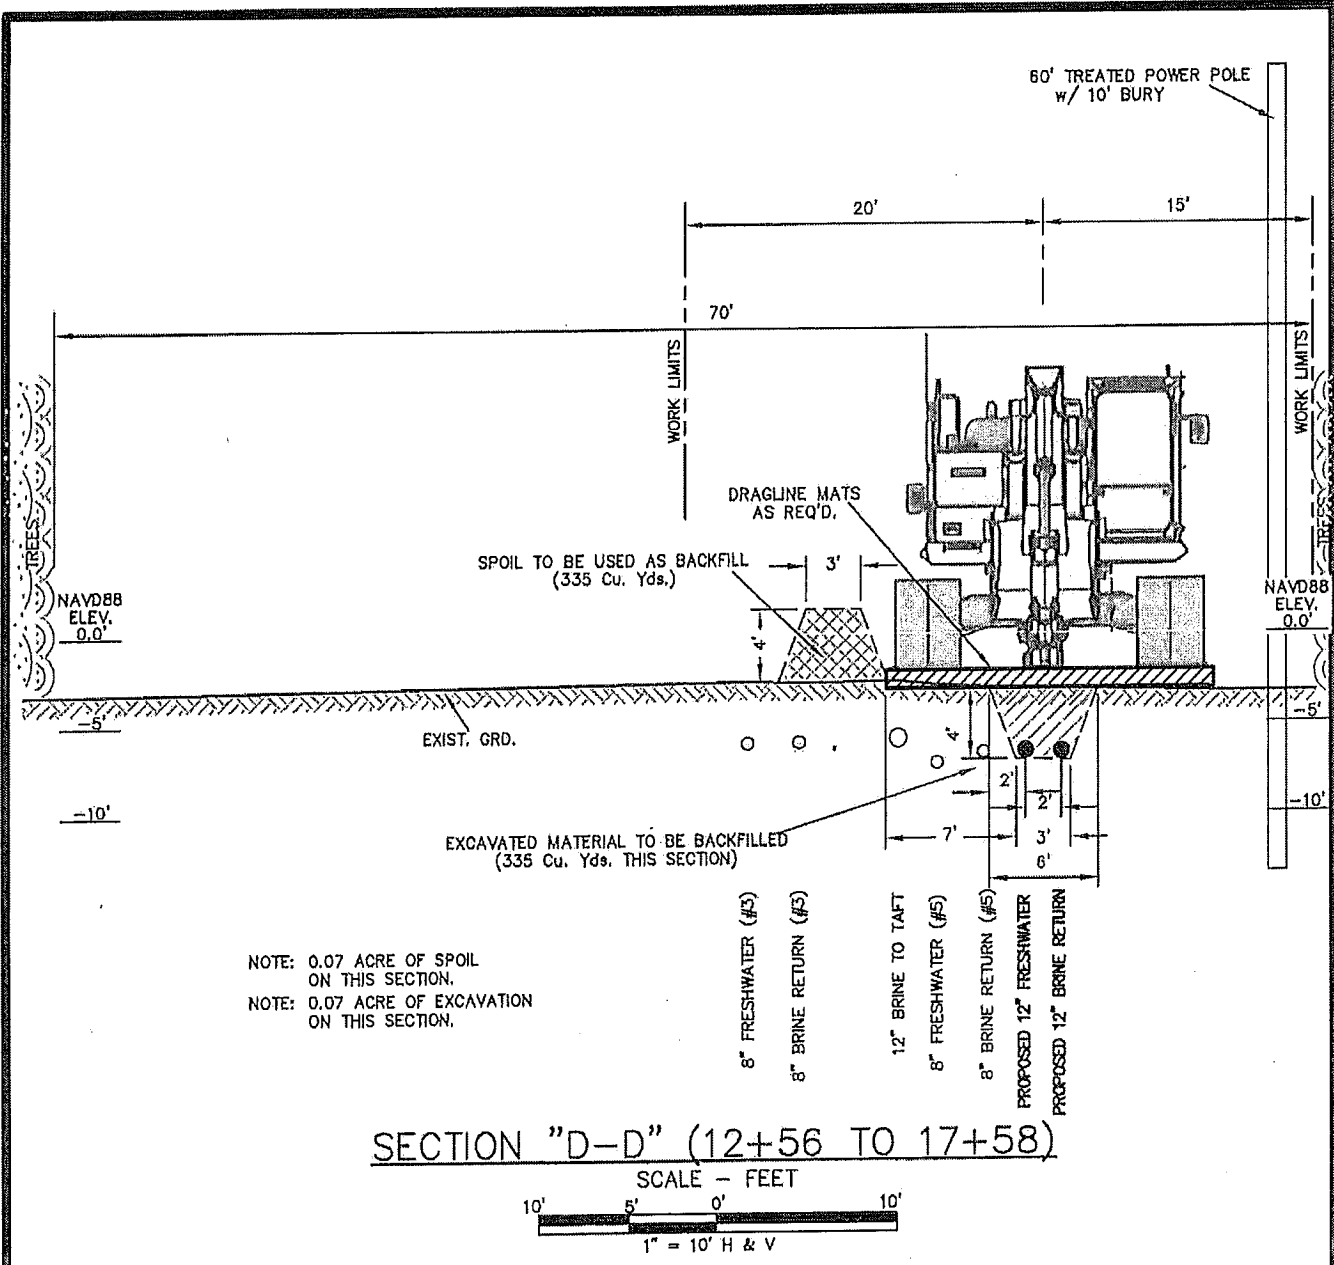 60' TREATED POWER POLE
w/ 10' BURY
20'
15'
70'
WORK LIMITS
WORK LIMITS
TREES
TREES
DRAGLINE MATS
AS REQ'D.
SPOIL TO BE USED AS BACKFILL
(335 Cu. Yds.)
3'
4'
NAVD88
ELEV.
0.0'
NAVD88
ELEV.
0.0'
-5'
-5'
EXIST. GRD.
4'
2'
2'
-10'
-10'
EXCAVATED MATERIAL TO BE BACKFILLED
(335 Cu. Yds. THIS SECTION)
7'
3'
6'
8" FRESHWATER (#3)
8" BRINE RETURN (#3)
12" BRINE TO TAFT
8" FRESHWATER (#5)
8" BRINE RETURN (#5)
PROPOSED 12" FRESHWATER
PROPOSED 12" BRINE RETURN
NOTE: 0.07 ACRE OF SPOIL
ON THIS SECTION.
NOTE: 0.07 ACRE OF EXCAVATION
ON THIS SECTION.
SECTION "D-D" (12+56 TO 17+58)
SCALE - FEET
10' 5' 0' 10'
1" = 10' H & V